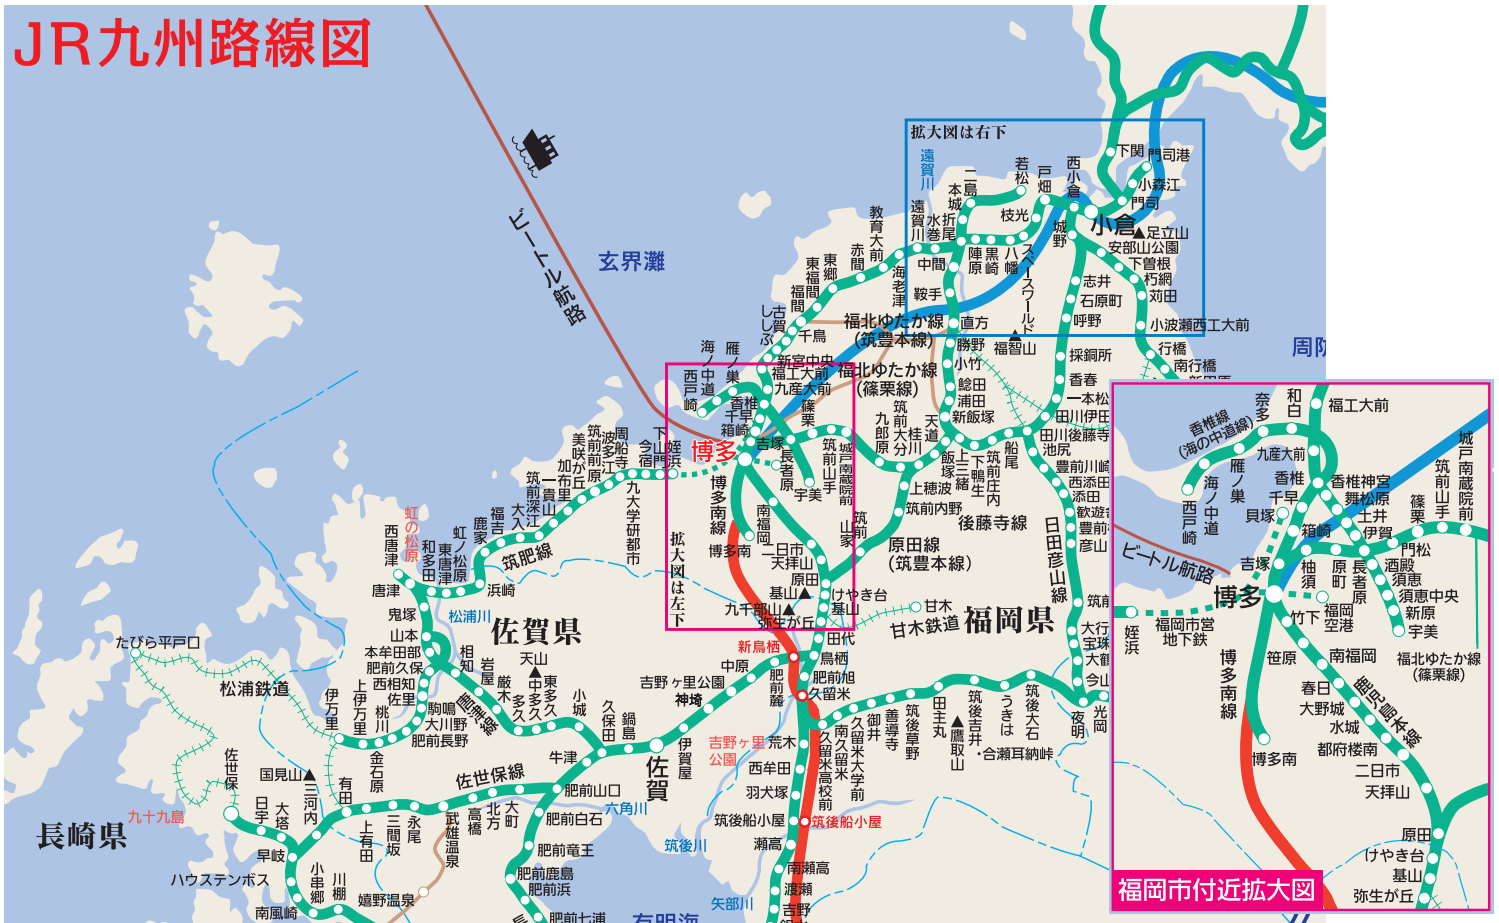 JR九州路線図
ビートル航路
玄界灘
周防
拡大図は右下
遠賀川
下関
門司港
小森江
門司
西小倉
小倉
戸畑
若松
二島
本城
折尾
水巻
遠賀川
枝光
城野
足立山
安部山公園
下曽根
朽網
苅田
小波瀬西工大前
行橋
南行橋
志井
石原町
呼野
採銅所
香春
一本松
田川伊田
田川後藤寺
池尻
豊前川崎
西添田
添田
歓遊
豊前
彦山
筑前
大行
宝珠
大鶴
今山
夜明
光岡
日田彦山線
スペースワールド
八幡
黒崎
陣原
中間
鞍手
直方
勝野
小竹
鯰田
浦田
新飯塚
福智山
教育大前
海老津
赤間
東郷
東福間
福間
千鳥
古賀
ししぶ
新宮中央
福工大前
九産大前
香椎
千早
箱崎
吉塚
博多
福北ゆたか線
(筑豊本線)
福北ゆたか線
(篠栗線)
海ノ中道
雁ノ巣
西戸崎
篠栗
筑前山手
城戸南蔵院前
九郎原
筑前大分
桂川
天道
飯塚
上三緒
下鴨生
筑前庄内
船尾
後藤寺線
上穂波
筑前内野
筑前山家
原田線
(筑豊本線)
長者原
宇美
南福岡
博多南線
博多南
二日市
天拝山
原田
基山
けやき台
基山
九千部山
弥生が丘
田代
鳥栖
新鳥栖
拡大図は左下
甘木
甘木鉄道
福岡県
姪浜
下山門
今宿
周船寺
波多江
筑前前原
美咲が丘
加布里
一貴山
筑前深江
大入
福吉
鹿家
九大学研都市
筑肥線
浜崎
虹ノ松原
東唐津
和多田
虹の松原
西唐津
唐津
鬼塚
松浦川
山本
本牟田部
肥前久保
西相知
佐里
駒鳴
大川野
肥前長野
桃川
金石原
上伊万里
伊万里
たびら平戸口
松浦鉄道
佐賀県
相知
岩屋
厳木
天山
多久
中多久
東多久
小城
唐津線
久保田
鍋島
佐賀
伊賀屋
神埼
吉野ヶ里公園
中原
肥前麓
肥前旭
久留米
吉野ヶ里
公園
荒木
西牟田
羽犬塚
筑後船小屋
筑後船小屋
瀬高
南瀬高
渡瀬
吉野
筑後川
矢部川
久留米高校前
南久留米
久留米大学前
御井
善導寺
筑後草野
田主丸
鷹取山
筑後吉井
うきは
筑後大石
合瀬耳納峠
牛津
佐世保線
佐世保
日宇
大塔
早岐
国見山
三河内
有田
上有田
三間坂
永尾
武雄温泉
高橋
北方
大町
肥前山口
六角川
肥前白石
肥前竜王
肥前鹿島
肥前浜
肥前七浦
九十九島
長崎県
ハウステンボス
南風崎
小串郷
川棚
嬉野温泉
有明海
奈多
和白
福工大前
香椎線
(海の中道線)
九産大前
雁ノ巣
海ノ中道
西戸崎
香椎
香椎神宮
千早
舞松原
土井
伊賀
貝塚
箱崎
吉塚
柚須
原町
長者原
門松
篠栗
筑前山手
城戸南蔵院前
酒殿
須恵
須恵中央
新原
宇美
福北ゆたか線
(篠栗線)
ビートル航路
博多
姪浜
福岡市営
地下鉄
竹下
福岡空港
笹原
南福岡
春日
大野城
水城
都府楼南
二日市
天拝山
鹿児島本線
博多南線
博多南
原田
けやき台
基山
弥生が丘
福岡市付近拡大図